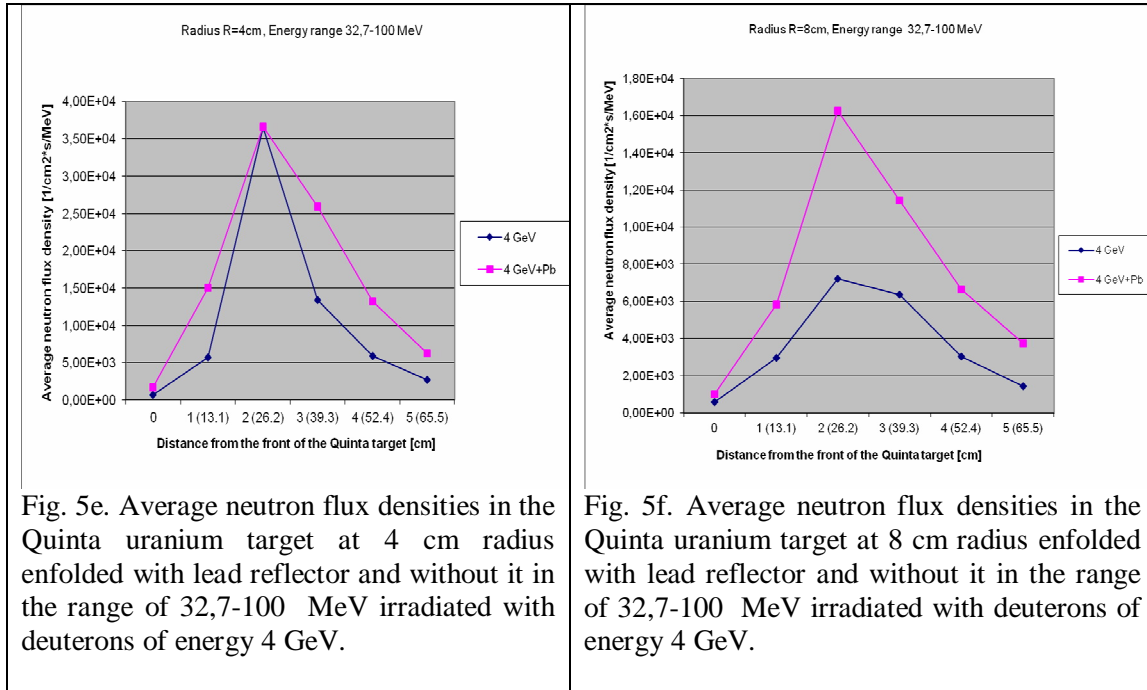 Radius R=4cm, Energy range 32,7-100 MeV
Average neutron flux density [1/cm2*s/MeV]
4,00E+04
3,50E+04
3,00E+04
2,50E+04
2,00E+04
1,50E+04
1,00E+04
5,00E+03
0,00E+00
0
1 (13.1)
2 (26.2)
3 (39.3)
4 (52.4)
5 (65.5)
Distance from the front of the Quinta target [cm]
4 GeV
4 GeV+Pb
Fig. 5e. Average neutron flux densities in the
Quinta uranium target at 4 cm radius
enfolded with lead reflector and without it in
the range of 32,7-100 MeV irradiated with
deuterons of energy 4 GeV.
Radius R=8cm, Energy range 32,7-100 MeV
Average neutron flux density [1/cm2*s/MeV]
1,80E+04
1,60E+04
1,40E+04
1,20E+04
1,00E+04
8,00E+03
6,00E+03
4,00E+03
2,00E+03
0,00E+00
0
1 (13.1)
2 (26.2)
3 (39.3)
4 (52.4)
5 (65.5)
Distance from the front of the Quinta target [cm]
4 GeV
4 GeV+Pb
Fig. 5f. Average neutron flux densities in the
Quinta uranium target at 8 cm radius enfolded
with lead reflector and without it in the range
of 32,7-100 MeV irradiated with deuterons of
energy 4 GeV.